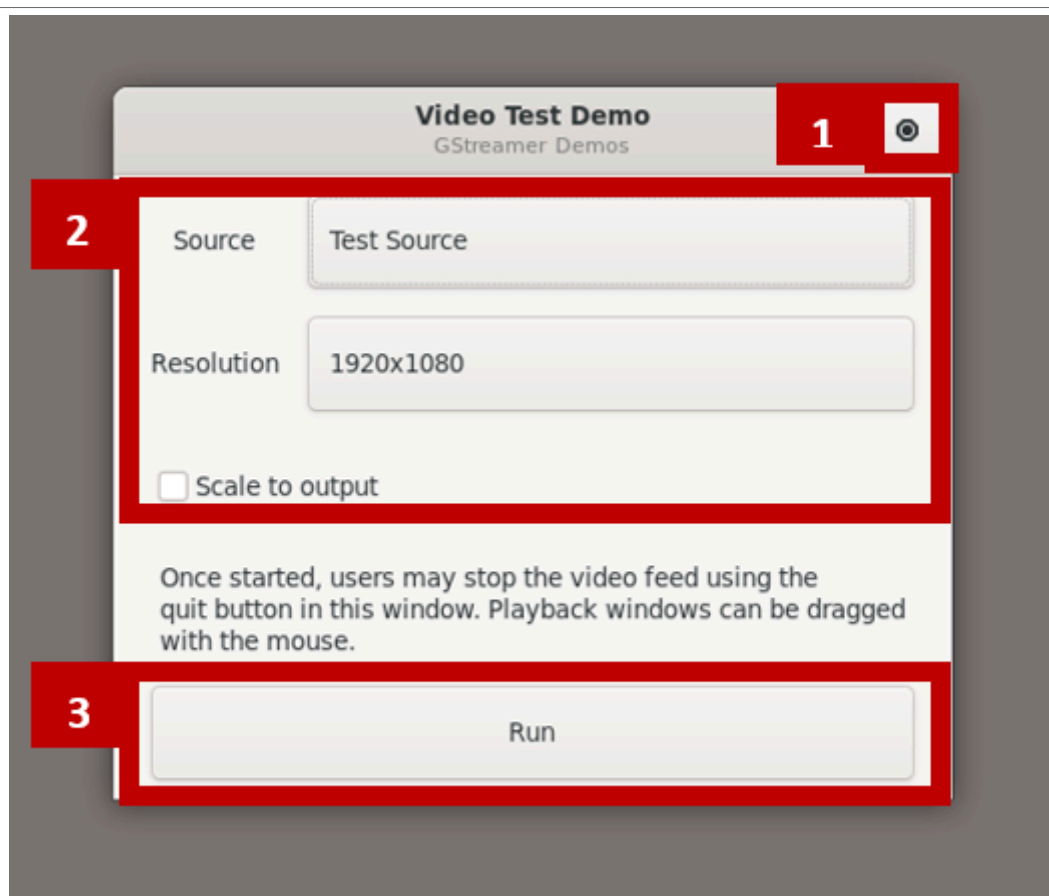 Video Test Demo
GStreamer Demos
1
2
Source
Test Source
Resolution
1920x1080
Scale to output
Once started, users may stop the video feed using the
quit button in this window. Playback windows can be dragged
with the mouse.
3
Run